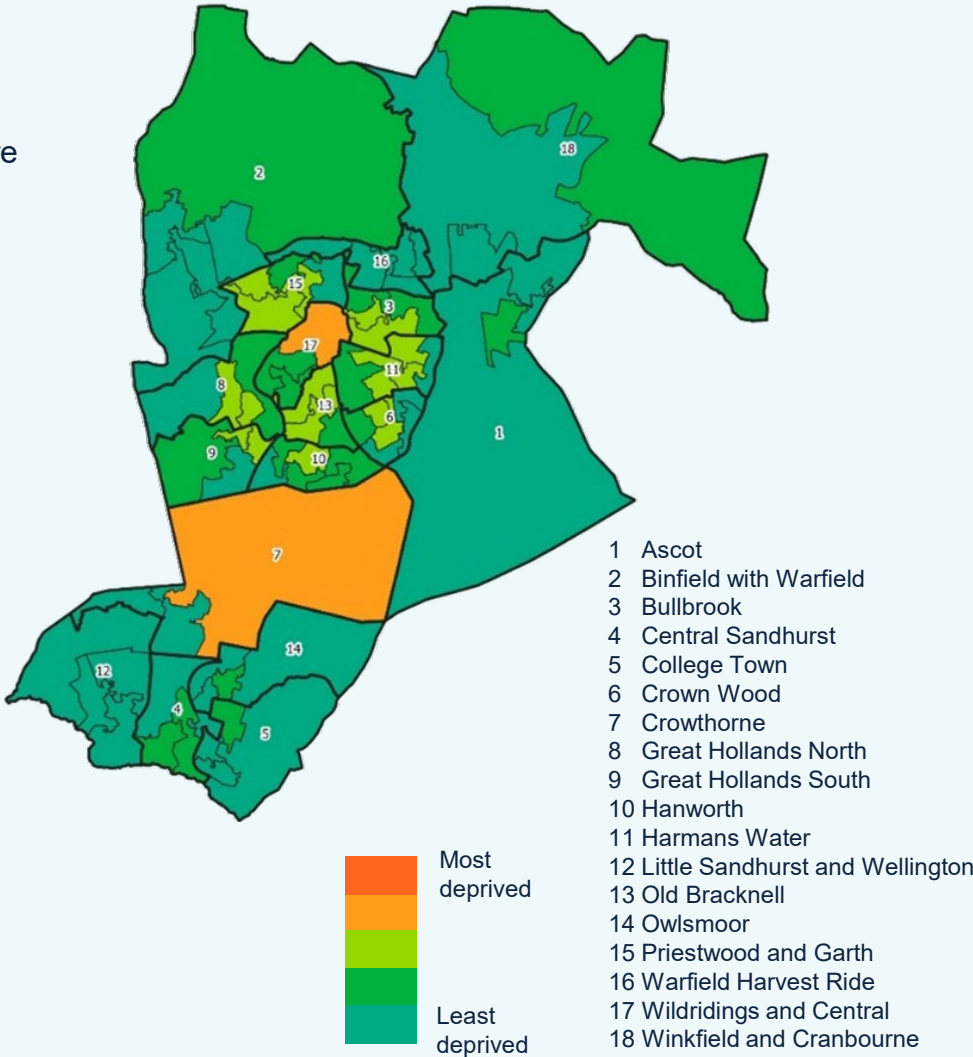 2
18
16
15
3
17
11
8
13
6
1
9
10
7
14
12
4
5
1 Ascot
2 Binfield with Warfield
3 Bullbrook
4 Central Sandhurst
5 College Town
6 Crown Wood
7 Crowthorne
8 Great Hollands North
9 Great Hollands South
10 Hanworth
11 Harmans Water
12 Little Sandhurst and Wellington
13 Old Bracknell
14 Owlsmoor
15 Priestwood and Garth
16 Warfield Harvest Ride
17 Wildridings and Central
18 Winkfield and Cranbourne
Most
deprived
Least
deprived